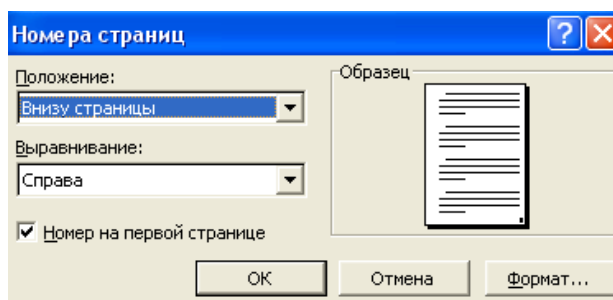 Номера страниц
Положение:
Внизу страницы
Выравнивание:
Справа
Номер на первой странице
Образец
ОК
Отмена
Формат...